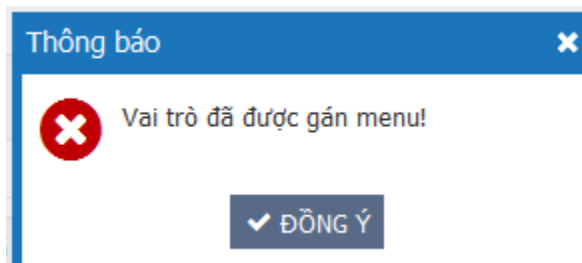 Thông báo
Vai trò đã được gán menu!
ĐỒNG Ý